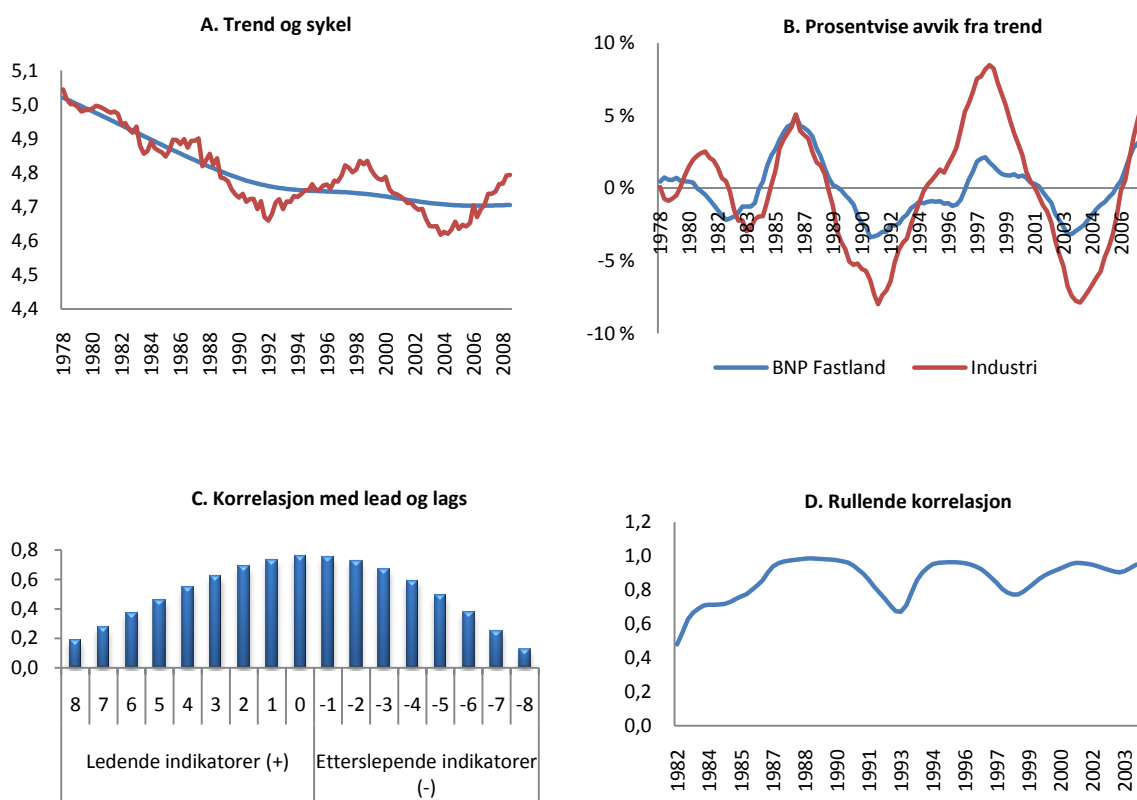 A. Trend og sykel
5,1
5,0
4,9
4,8
4,7
4,6
4,5
4,4
1978 1980 1982 1984 1986 1988 1990 1992 1994 1996 1998 2000 2002 2004 2006 2008
B. Prosentvise avvik fra trend
10 %
5 %
0 %
-5 %
-10 %
1978 1980 1982 1983 1985 1987 1989 1990 1992 1994 1996 1997 1999 2001 2003 2004 2006
BNP Fastland Industri
C. Korrelasjon med lead og lags
0,8
0,6
0,4
0,2
0,0
8 7 6 5 4 3 2 1 0 -1 -2 -3 -4 -5 -6 -7 -8
Ledende indikatorer (+) Etterslepende indikatorer
(-)
D. Rullende korrelasjon
1,2
1,0
0,8
0,6
0,4
0,2
0,0
1982 1984 1985 1987 1988 1990 1991 1993 1994 1996 1997 1999 2000 2002 2003